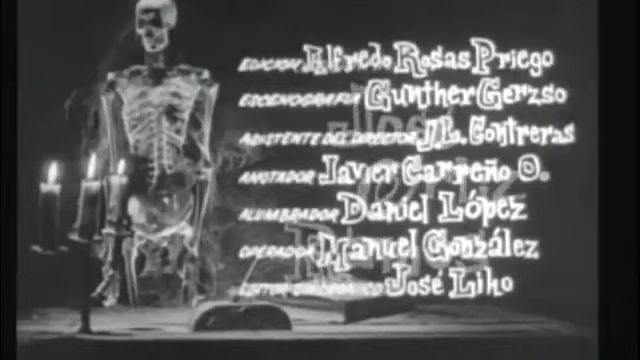 EDICION Alfredo Rosas Priego
ESCENOGRAFIA Gunther Gerzso
ASISTENTE DEL DIRECTOR J. L. Contreras
ANOTADOR Javier Carreño O.
ALUMBRADOR Daniel López
OPERADOR Manuel González
José Liho